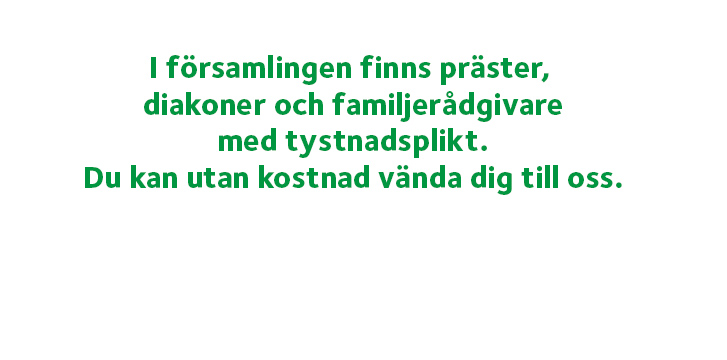 I församlingen finns präster,
diakoner och familjerådgivare
med tystnadsplikt.
Du kan utan kostnad vända dig till oss.